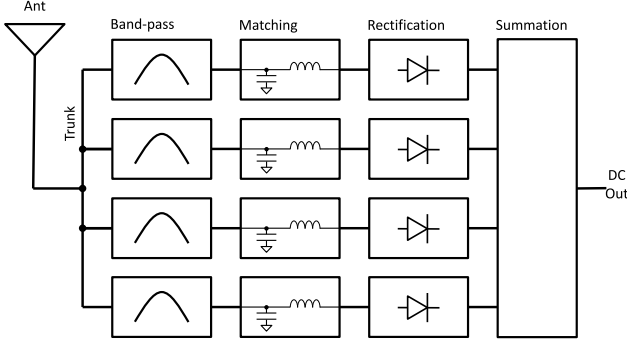 Ant
Band-pass
Matching
Rectification
Summation
Trunk
DC
Out